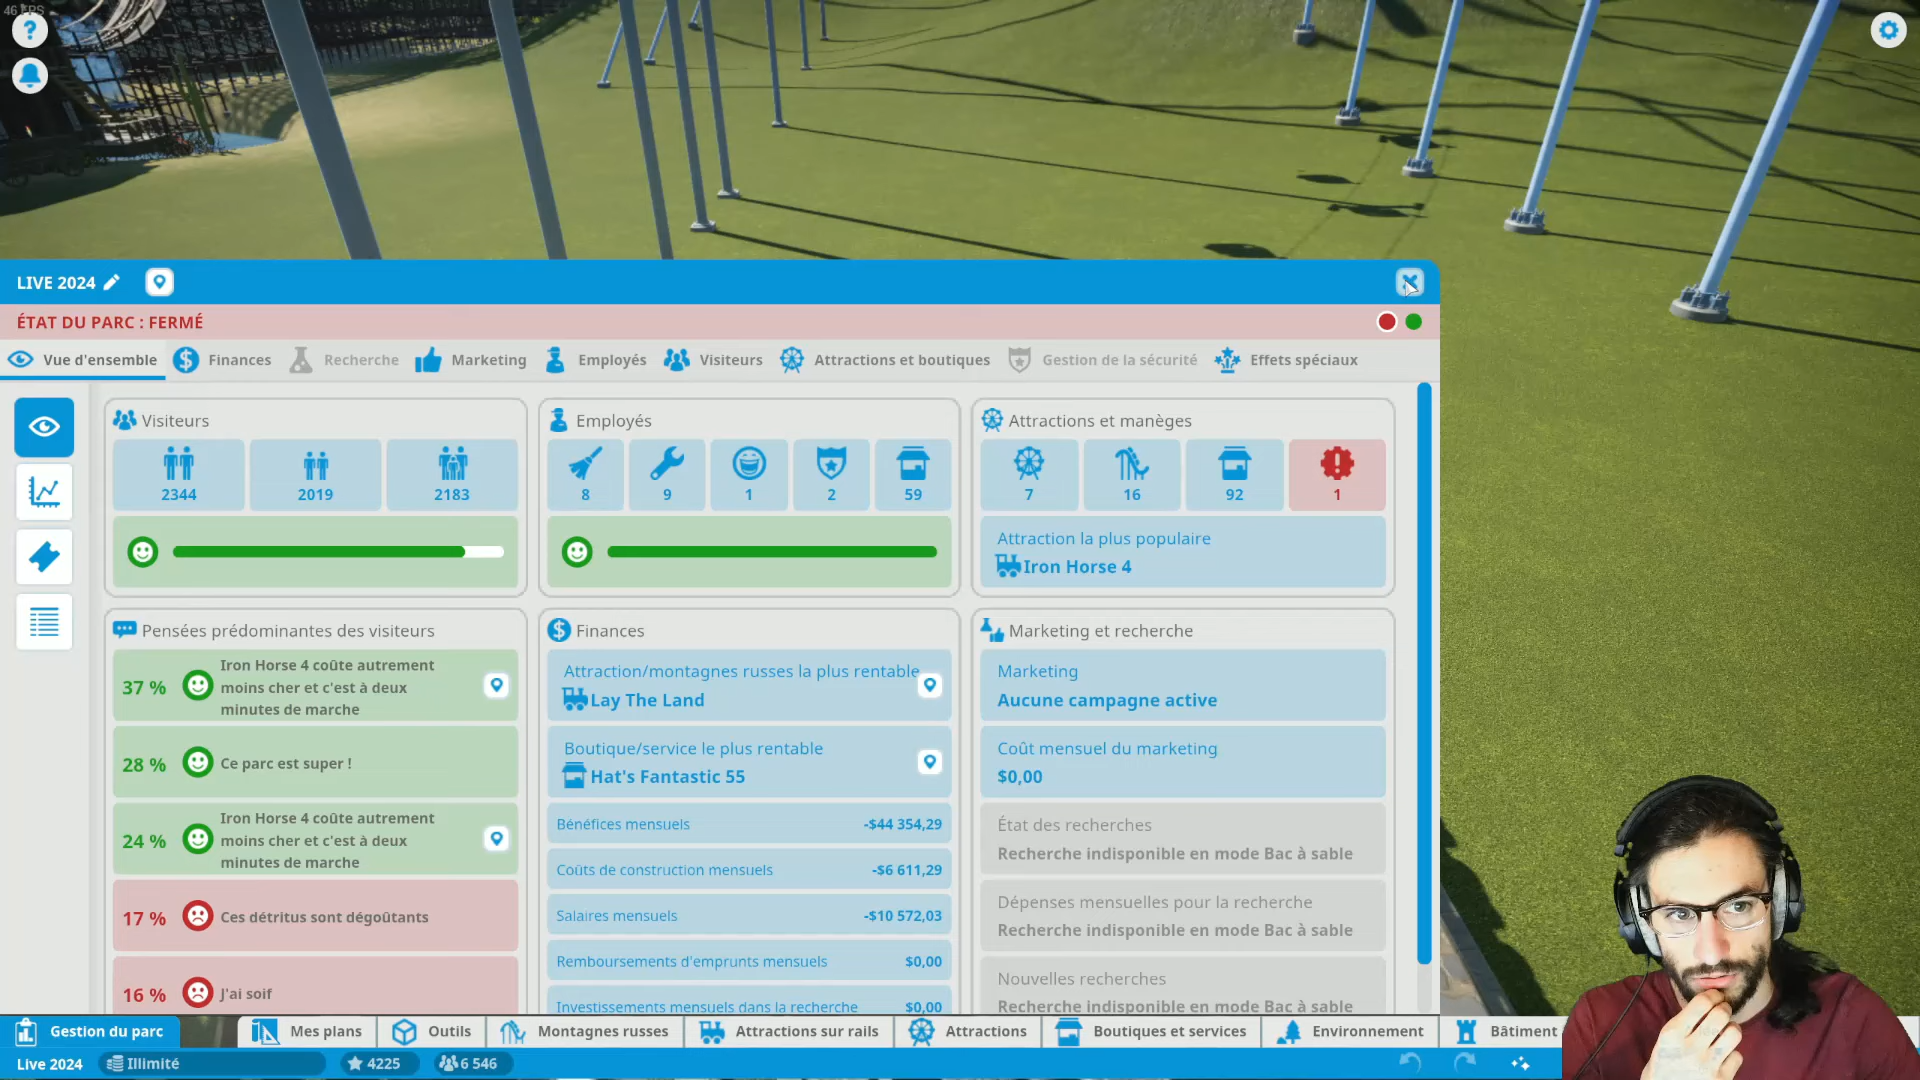 46 FPS
LIVE 2024
ÉTAT DU PARC : FERMÉ
Vue d'ensemble
Finances
Recherche
Marketing
Employés
Visiteurs
Attractions et boutiques
Gestion de la sécurité
Effets spéciaux
Visiteurs
2344
2019
2183
Employés
8
9
1
2
59
Attractions et manèges
7
16
92
1
Attraction la plus populaire
Iron Horse 4
Pensées prédominantes des visiteurs
37 %
Iron Horse 4 coûte autrement
moins cher et c'est à deux
minutes de marche
28 %
Ce parc est super !
24 %
Iron Horse 4 coûte autrement
moins cher et c'est à deux
minutes de marche
17 %
Ces détritus sont dégoûtants
16 %
J'ai soif
Finances
Attraction/montagnes russes la plus rentable
Lay The Land
Boutique/service le plus rentable
Hat's Fantastic 55
Bénéfices mensuels -$44 354,29
Coûts de construction mensuels -$6 611,29
Salaires mensuels -$10 572,03
Remboursements d'emprunts mensuels $0,00
Investissements mensuels dans la recherche $0,00
Marketing et recherche
Marketing
Aucune campagne active
Coût mensuel du marketing
$0,00
État des recherches
Recherche indisponible en mode Bac à sable
Dépenses mensuelles pour la recherche
Recherche indisponible en mode Bac à sable
Nouvelles recherches
Recherche indisponible en mode Bac à sable
Gestion du parc
Mes plans
Outils
Montagnes russes
Attractions sur rails
Attractions
Boutiques et services
Environnement
Bâtiment
Live 2024
Illimité
4225
6 546